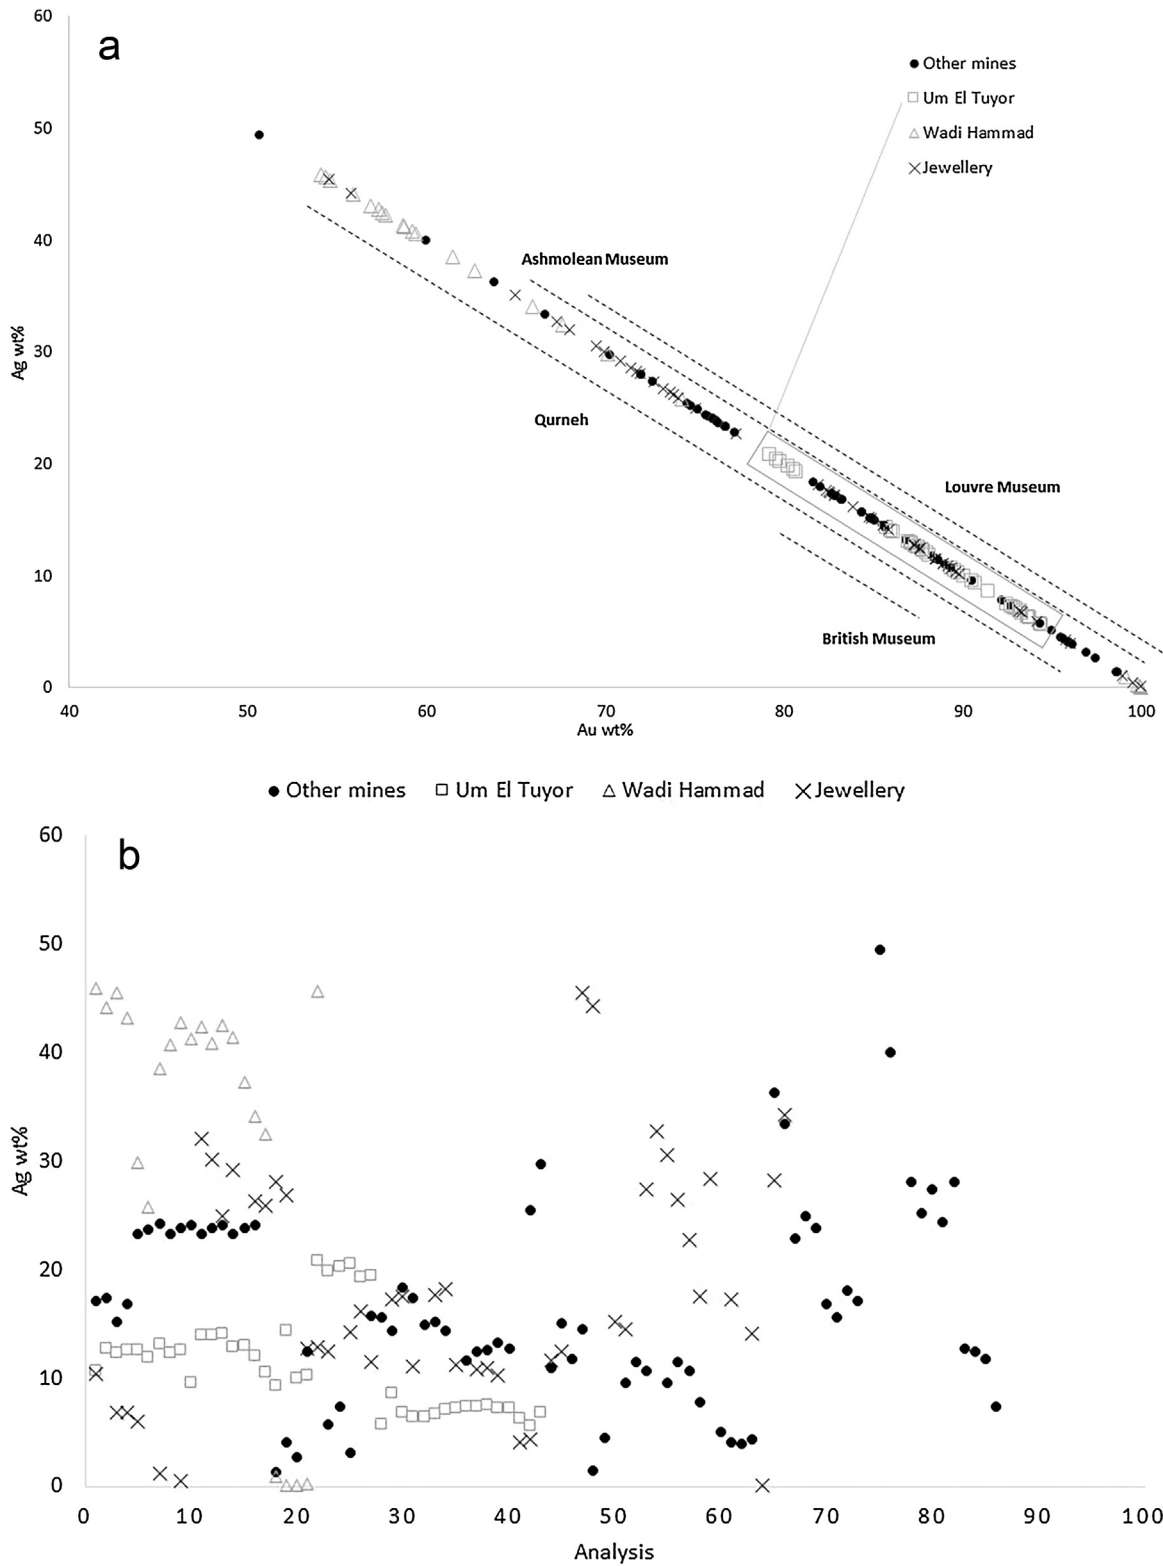 60
a
Other mines
Um El Tuyor
50
Wadi Hammad
Jewellery
40
Ashmolean Museum
Ag wt%
30
Qurneh
20
Louvre Museum
10
British Museum
0
40 50 60 70 80 90 100
Au wt%
Other mines Um El Tuyor Wadi Hammad Jewellery
60
b
50
40
Ag wt%
30
20
10
0
0 10 20 30 40 50 60 70 80 90 100
Analysis